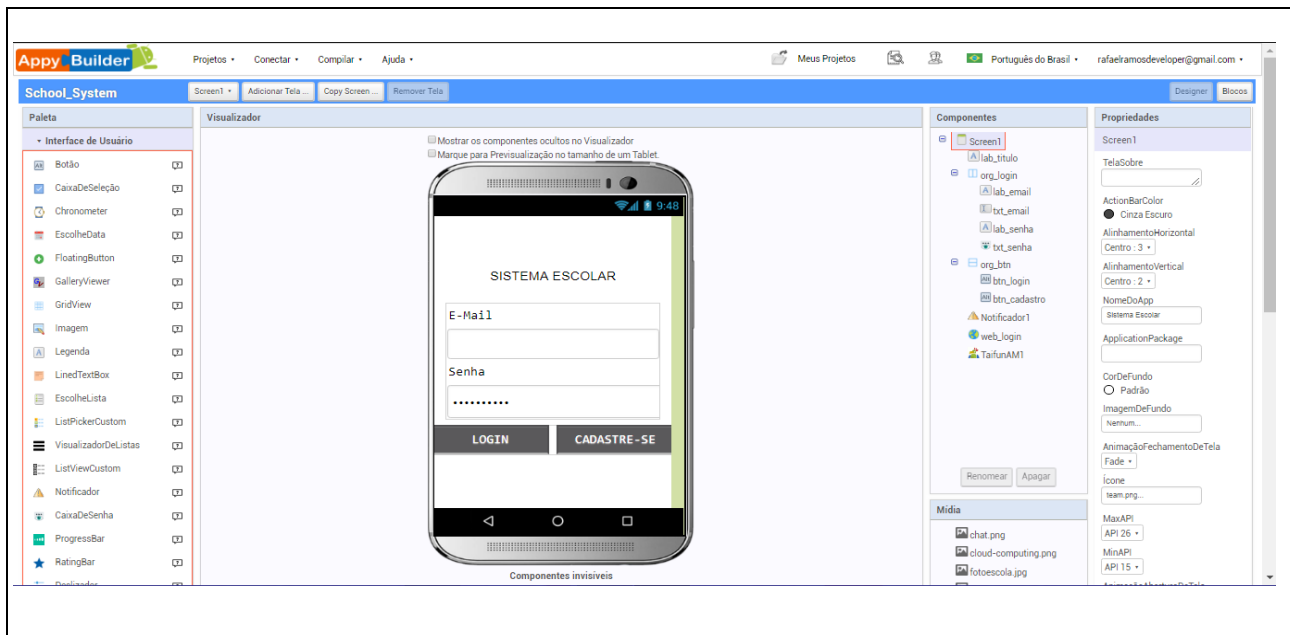 Appy Builder
Projetos
Conectar
Compilar
Ajuda
Meus Projetos
Português do Brasil
rafaelramosdeveloper@gmail.com
School_System
Screen1
Adicionar Tela ...
Copy Screen ...
Remover Tela
Designer
Blocos
Paleta
Interface de Usuário
Botão
CaixaDeSeleção
Chronometer
EscolheData
FloatingButton
GalleryViewer
GridView
Imagem
Legenda
LinedTextBox
EscolheLista
ListPickerCustom
VisualizadorDeListas
ListViewCustom
Notificador
CaixaDeSenha
ProgressBar
RatingBar
Deslizador
Visualizador
Mostrar os componentes ocultos no Visualizador
Marque para Previsualização no tamanho de um Tablet.
9:48
SISTEMA ESCOLAR
E-Mail
Senha
••••••••••
LOGIN
CADASTRE-SE
Componentes invisíveis
Componentes
Screen1
lab_titulo
org_login
lab_email
txt_email
lab_senha
txt_senha
org_btn
btn_login
btn_cadastro
Notificador1
web_login
TaifunAM1
Renomear
Apagar
Mídia
chat.png
cloud-computing.png
fotoescola.jpg
Propriedades
Screen1
TelaSobre
ActionBarColor
Cinza Escuro
AlinhamentoHorizontal
Centro : 3
AlinhamentoVertical
Centro : 2
NomeDoApp
Sistema Escolar
ApplicationPackage
CorDeFundo
Padrão
ImagemDeFundo
Nenhum...
AnimaçãoFechamentoDeTela
Fade
Ícone
team.png...
MaxAPI
API 26
MinAPI
API 15